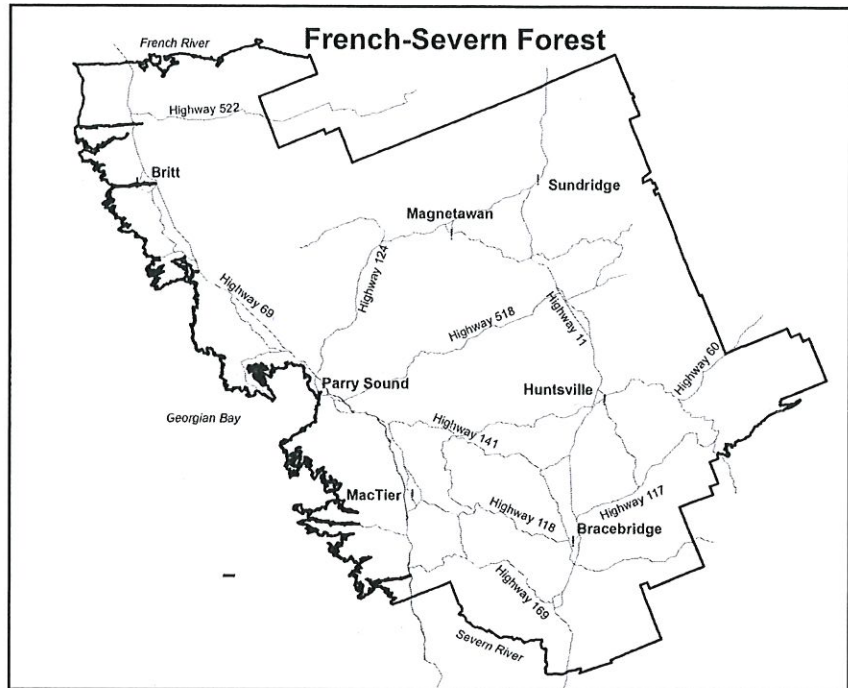 French-Severn Forest
French River
Highway 522
Britt
Sundridge
Magnetawan
Highway 124
Highway 69
Highway 518
Highway 11
Highway 60
Parry Sound
Huntsville
Georgian Bay
Highway 141
MacTier
Highway 117
Highway 118
Bracebridge
Highway 169
Severn River